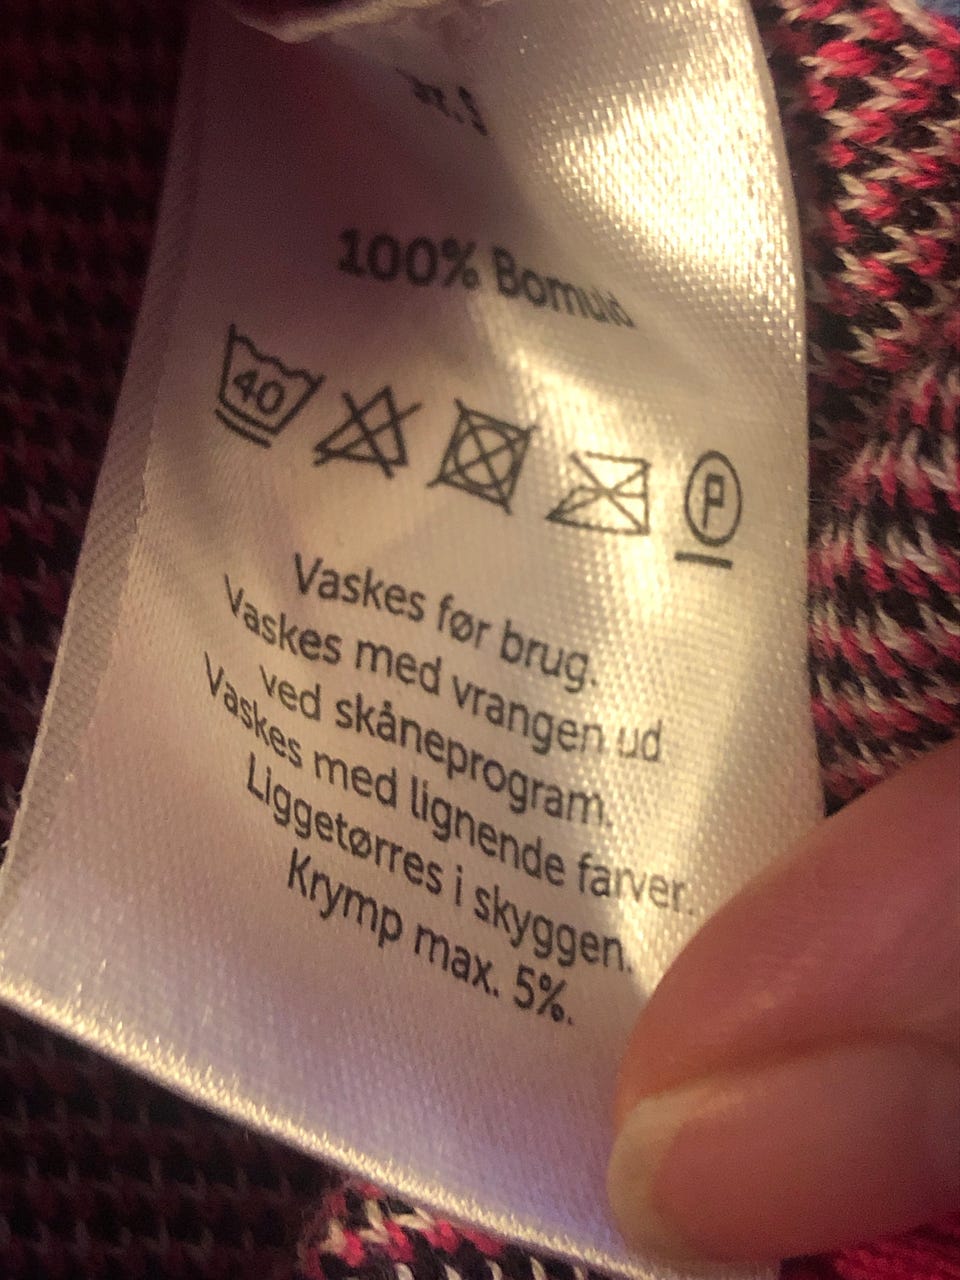 100% Bomuld
40
P
Vaskes før brug.
Vaskes med vrangen ud
ved skåneprogram.
Vaskes med lignende farver.
Liggetørres i skyggen.
Krymp max. 5%.